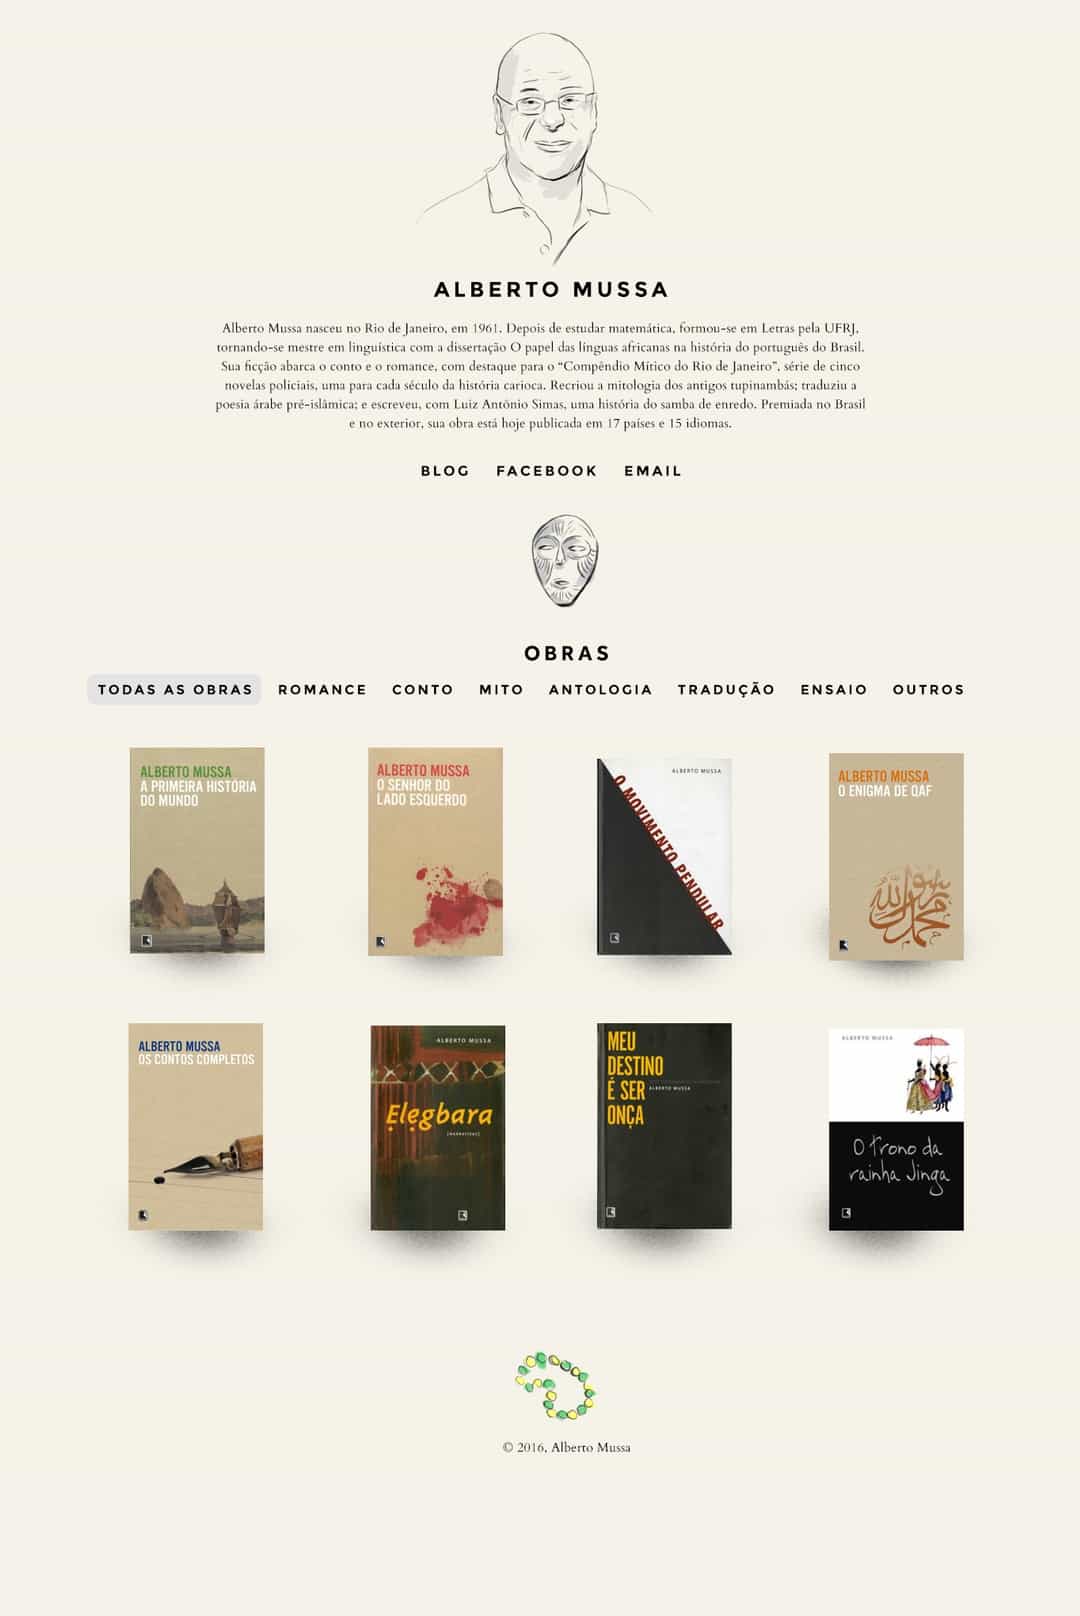 ALBERTO MUSSA
Alberto Mussa nasceu no Rio de Janeiro, em 1961. Depois de estudar matemática, formou-se em Letras pela UFRJ,
tornando-se mestre em linguística com a dissertação O papel das línguas africanas na história do português do Brasil.
Sua ficção abarca o conto e o romance, com destaque para o “Compêndio Mítico do Rio de Janeiro”, série de cinco
novelas policiais, uma para cada século da história carioca. Recriou a mitologia dos antigos tupinambás; traduziu a
poesia árabe pré-islâmica; e escreveu, com Luiz Antônio Simas, uma história do samba de enredo. Premiada no Brasil
e no exterior, sua obra está hoje publicada em 17 países e 15 idiomas.
BLOG FACEBOOK EMAIL
OBRAS
TODAS AS OBRAS ROMANCE CONTO MITO ANTOLOGIA TRADUÇÃO ENSAIO OUTROS
ALBERTO MUSSA
A PRIMEIRA HISTÓRIA
DO MUNDO
ALBERTO MUSSA
O SENHOR DO
LADO ESQUERDO
ALBERTO MUSSA
O MOVIMENTO PENDULAR
ALBERTO MUSSA
O ENIGMA DE QAF
ALBERTO MUSSA
OS CONTOS COMPLETOS
ALBERTO MUSSA
Elẹgbara
[narrativas]
MEU
DESTINO
É SER
ONÇA
ALBERTO MUSSA
ALBERTO MUSSA
O trono da
rainha Jinga
© 2016, Alberto Mussa